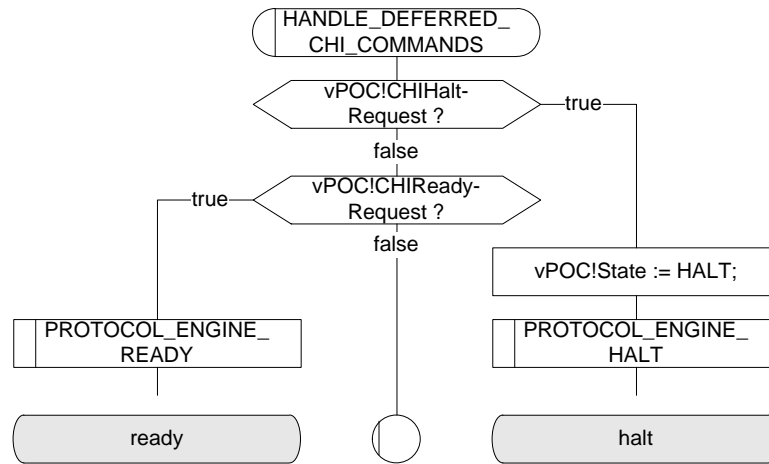 HANDLE_DEFERRED_
CHI_COMMANDS
vPOC!CHIHalt-
Request ?
true
false
vPOC!CHIReady-
Request ?
true
false
vPOC!State := HALT;
PROTOCOL_ENGINE_
READY
PROTOCOL_ENGINE_
HALT
ready
halt